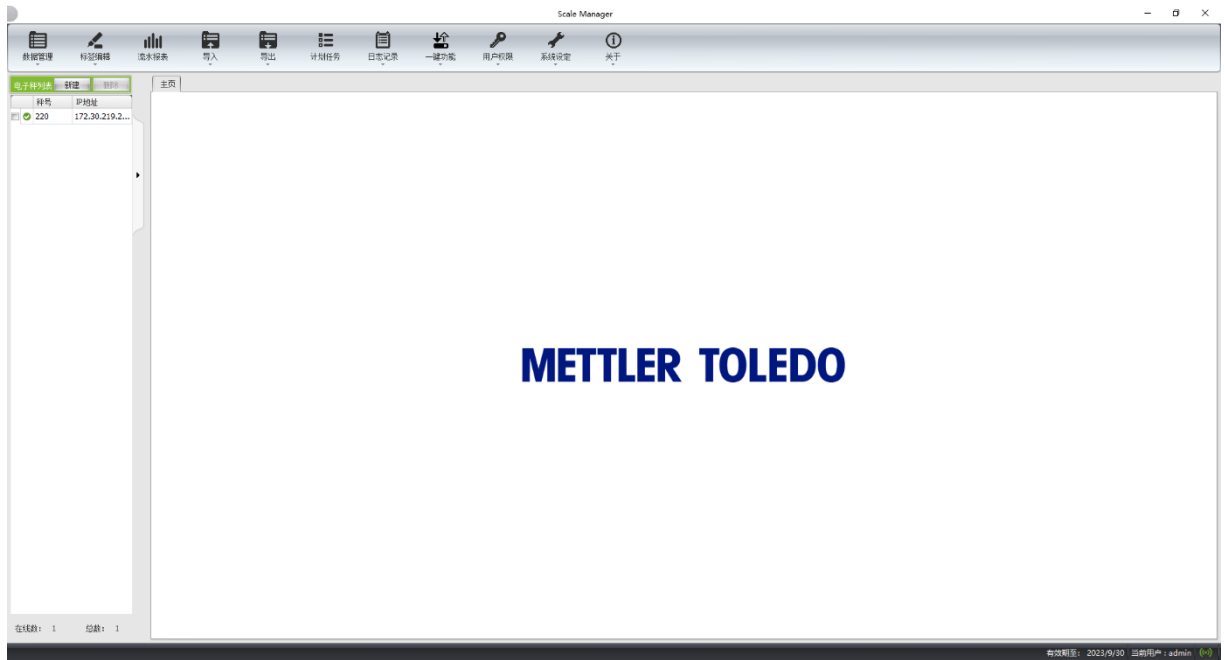 Scale Manager
数据管理 标签编辑 流水报表 导入 导出 计划任务 日志记录 一键功能 用户权限 系统设定 关于
电子秤列表 新建 删除
主页
秤号 IP地址
220 172.30.219.2...
METTLER TOLEDO
在线数: 1 总数: 1
有效期至: 2023/9/30 当前用户: admin